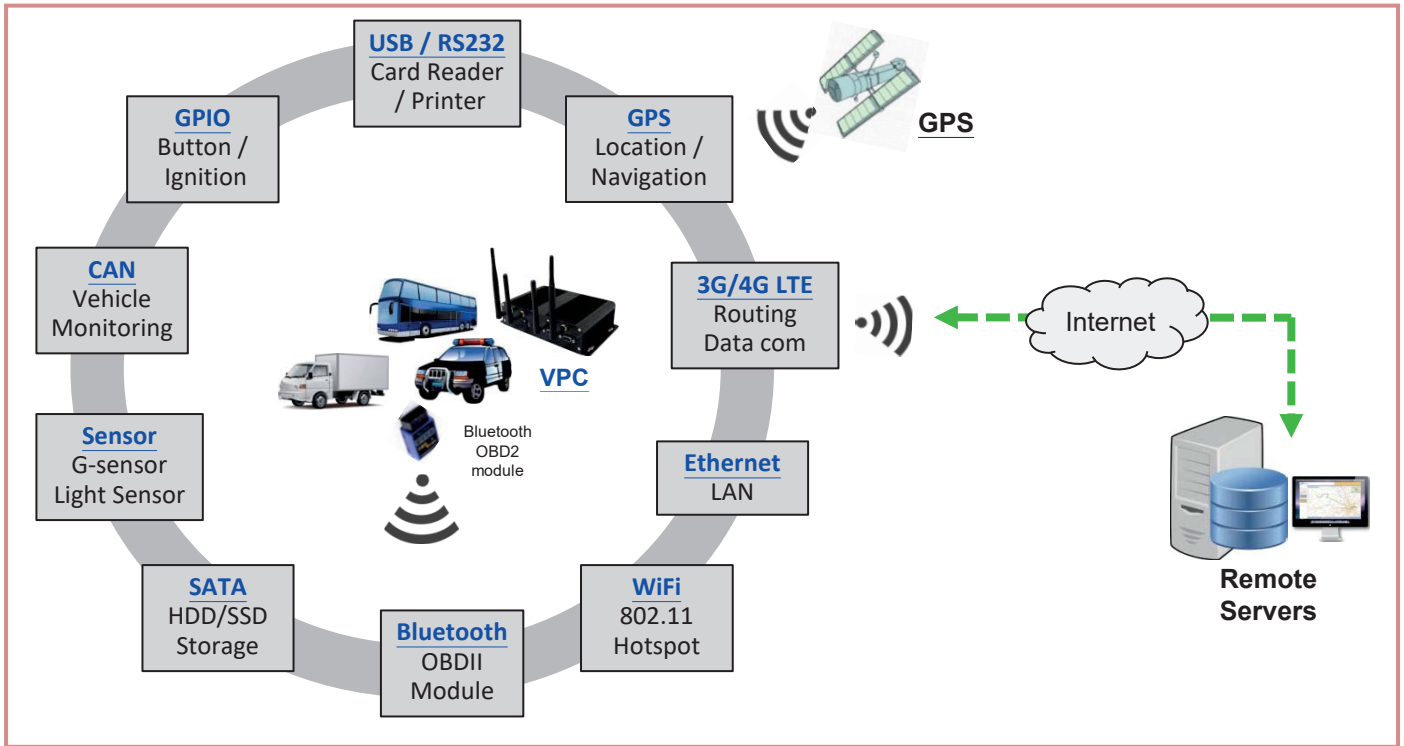 USB / RS232
Card Reader
/ Printer
GPS
Location /
Navigation
GPS
3G/4G LTE
Routing
Data com
Internet
Remote
Servers
Ethernet
LAN
WiFi
802.11
Hotspot
Bluetooth
OBDII
Module
SATA
HDD/SSD
Storage
Sensor
G-sensor
Light Sensor
CAN
Vehicle
Monitoring
GPIO
Button /
Ignition
VPC
Bluetooth
OBD2
module